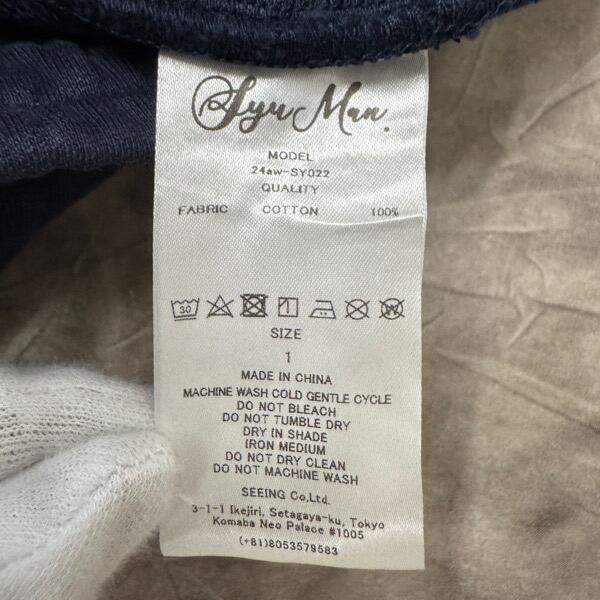 Syu Man.
MODEL
24aw-SY022
QUALITY
FABRIC COTTON 100%
30
SIZE
1
MADE IN CHINA
MACHINE WASH COLD GENTLE CYCLE
DO NOT BLEACH
DO NOT TUMBLE DRY
DRY IN SHADE
IRON MEDIUM
DO NOT DRY CLEAN
DO NOT MACHINE WASH
SEEING Co,Ltd.
3-1-1 Ikejiri, Setagaya-ku, Tokyo
Komaba Neo Palace #1005
(+81)8053579583